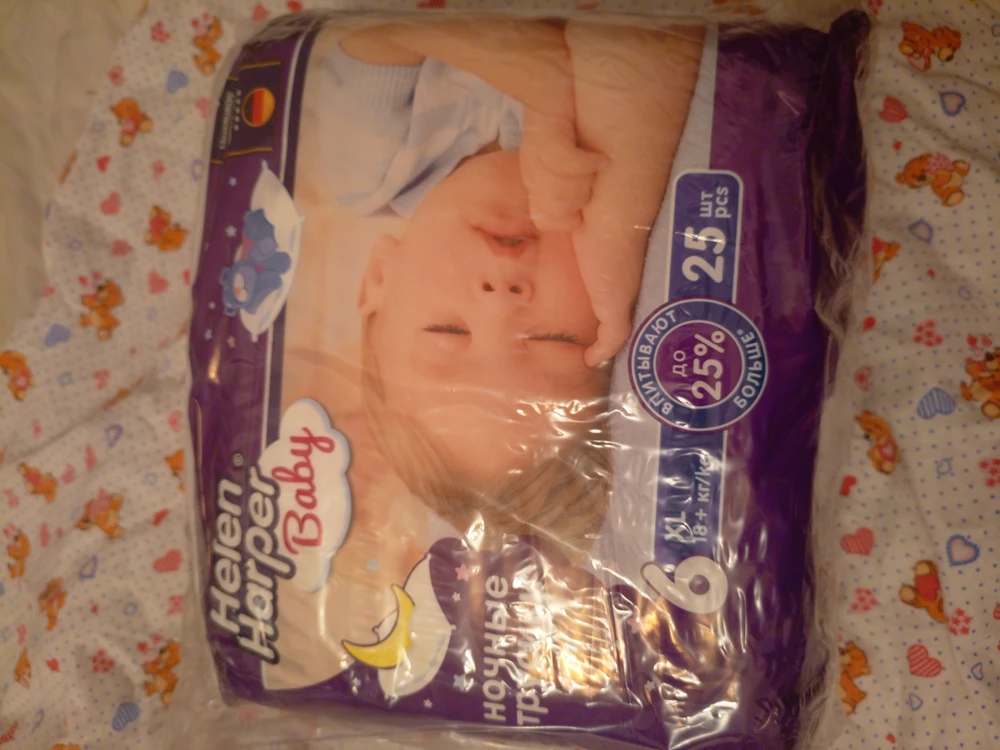 Helen
Harper®
Baby
ночные
6
XL
18+ кг/kg
ВПИТЫВАЮТ
до
25%
БОЛЬШЕ*
25 шт
pcs